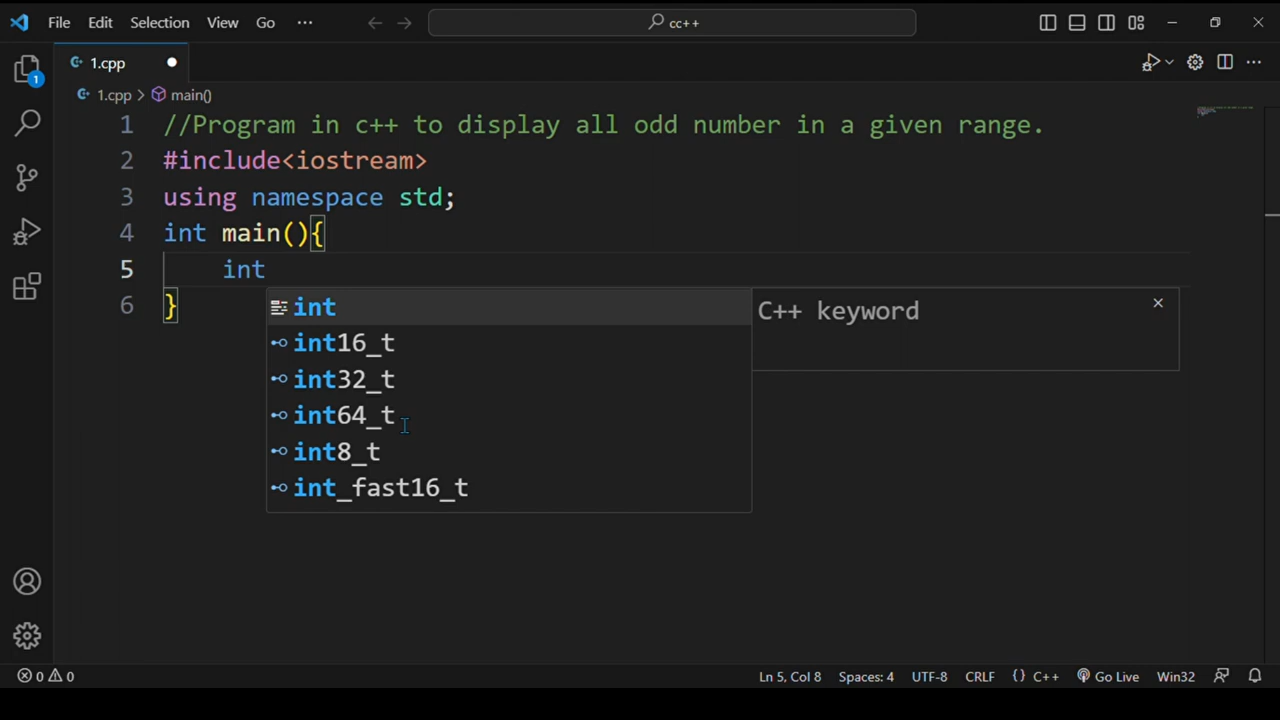 File Edit Selection View Go ··· cc++
1.cpp
1.cpp > main()
1 //Program in c++ to display all odd number in a given range.
2 #include<iostream>
3 using namespace std;
4 int main(){
5 int
6 }
int C++ keyword
int16_t
int32_t
int64_t
int8_t
int_fast16_t
1
0 0 Ln 5, Col 8 Spaces: 4 UTF-8 CRLF {} C++ Go Live Win32